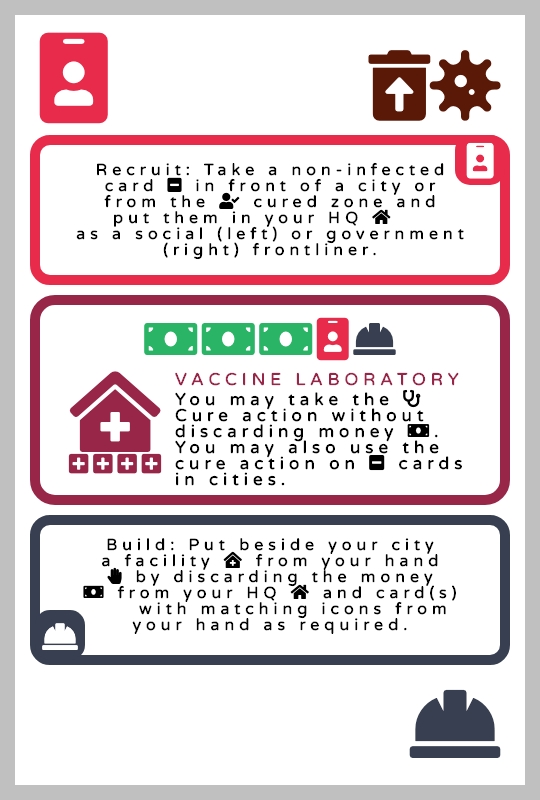 Recruit: Take a non-infected
card in front of a city or
from the cured zone and
put them in your HQ
as a social (left) or government
(right) frontliner.
VACCINE LABORATORY
You may take the
Cure action without
discarding money .
You may also use the
cure action on cards
in cities.
Build: Put beside your city
a facility from your hand
by discarding the money
from your HQ and card(s)
with matching icons from
your hand as required.